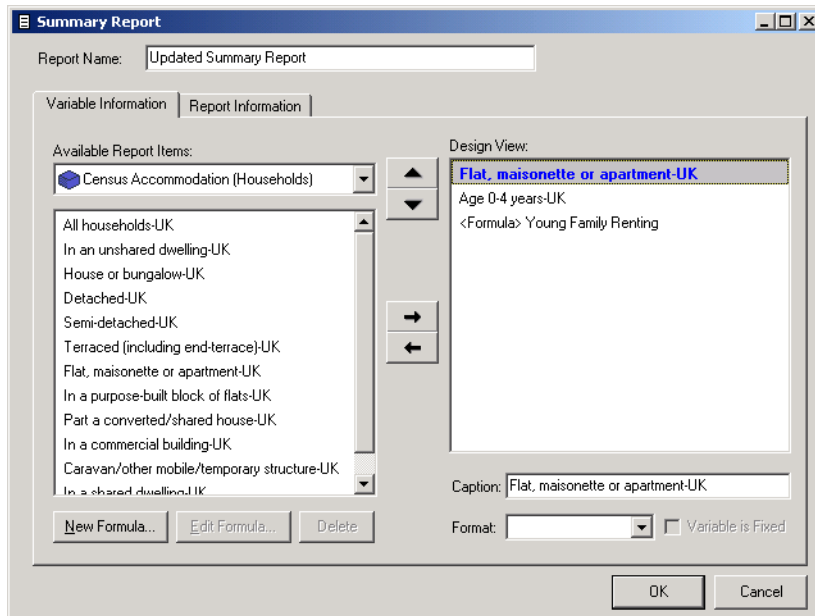 Summary Report
Report Name: Updated Summary Report
Variable Information Report Information
Available Report Items:
Census Accommodation (Households)
All households-UK
In an unshared dwelling-UK
House or bungalow-UK
Detached-UK
Semi-detached-UK
Terraced (including end-terrace)-UK
Flat, maisonette or apartment-UK
In a purpose-built block of flats-UK
Part a converted/shared house-UK
In a commercial building-UK
Caravan/other mobile/temporary structure-UK
In a shared dwelling-UK
New Formula... Edit Formula... Delete
Design View:
Flat, maisonette or apartment-UK
Age 0-4 years-UK
<Formula> Young Family Renting
Caption: Flat, maisonette or apartment-UK
Format: Variable is Fixed
OK Cancel